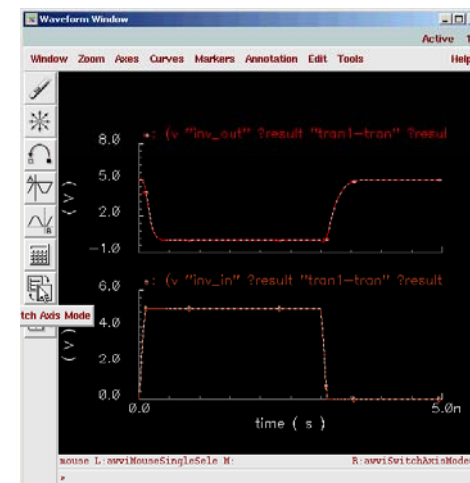 Waveform Window
Active 1
Window Zoom Axes Curves Markers Annotation Edit Tools Help
: (v "inv_out" ?result "tran1-tran" ?resul
8.0
5.0
2.0
-1.0
(V)
: (v "inv_in" ?result "tran1-tran" ?result
6.0
4.0
2.0
0.0
(V)
tch Axis Mode
0.0
5.0n
time ( s )
mouse L:awviMouseSingleSele M: R:awviSwitchAxisMode
>